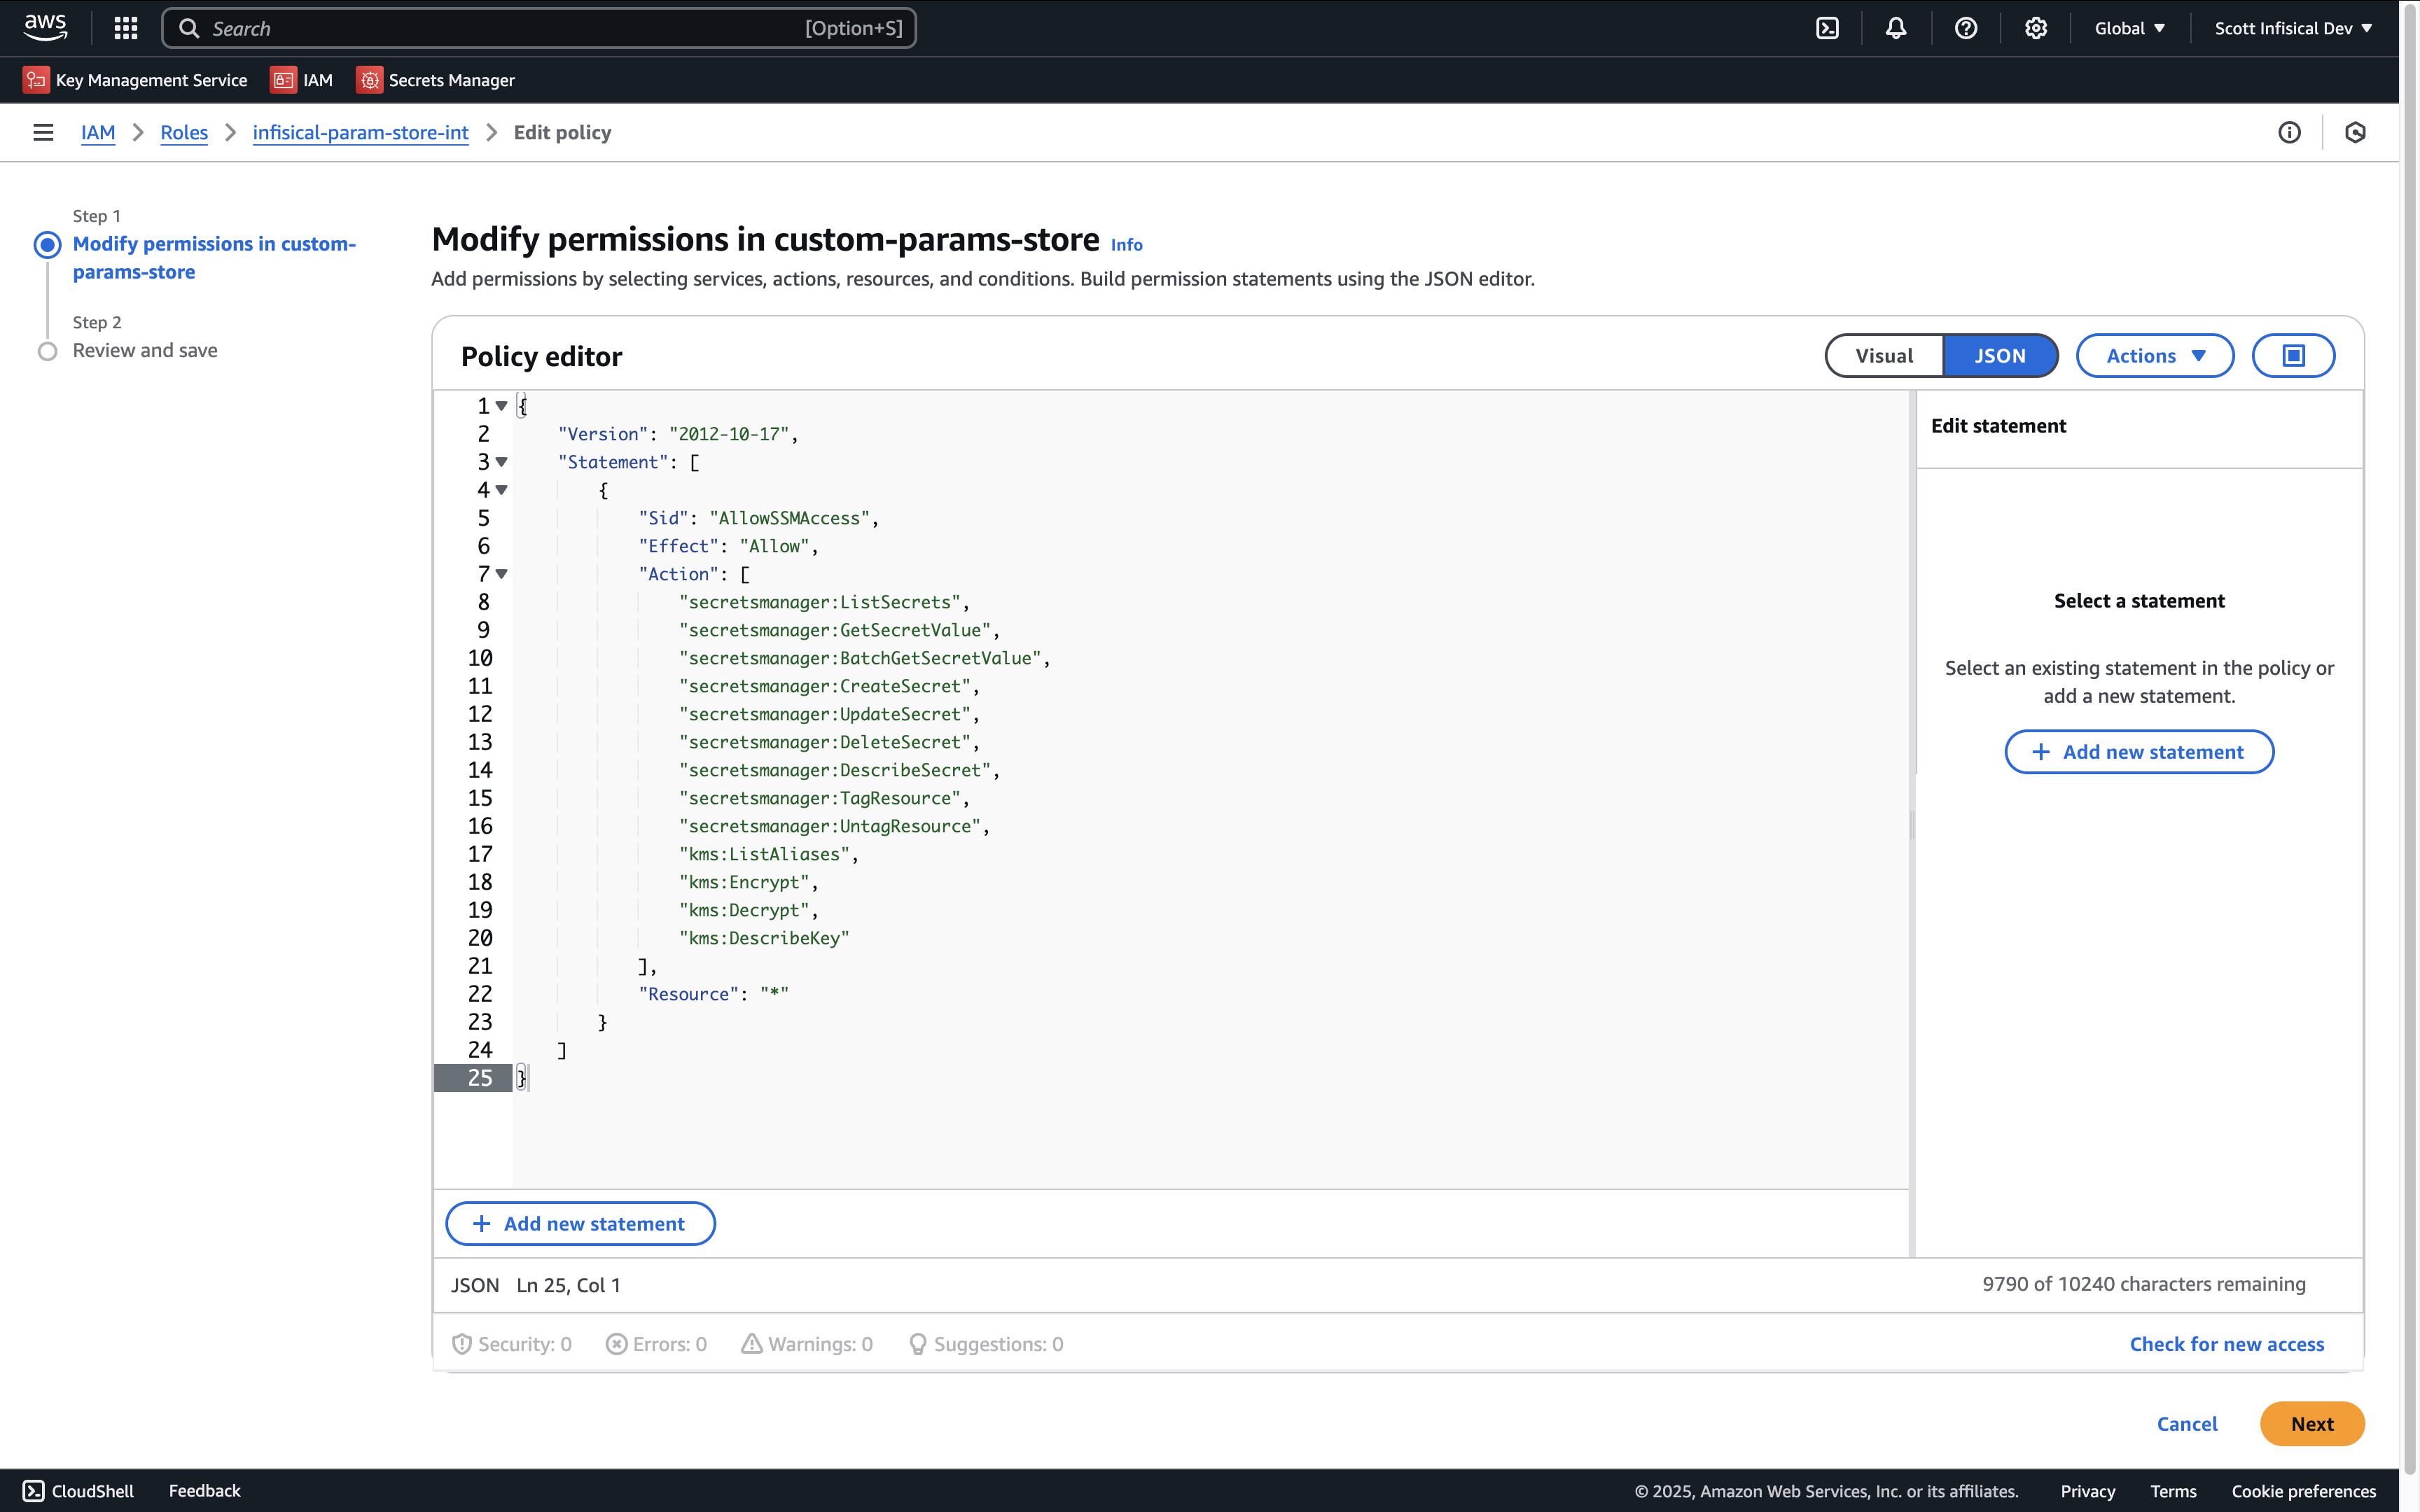 aws
Search [Option+S] Global Scott Infisical Dev
Key Management Service IAM Secrets Manager
IAM Roles infisical-param-store-int Edit policy
Step 1
Modify permissions in custom-
params-store
Step 2
Review and save
Modify permissions in custom-params-store Info
Add permissions by selecting services, actions, resources, and conditions. Build permission statements using the JSON editor.
Policy editor Visual JSON Actions
1 {
2 "Version": "2012-10-17",
3 "Statement": [
4 {
5 "Sid": "AllowSSMAccess",
6 "Effect": "Allow",
7 "Action": [
8 "secretsmanager:ListSecrets",
9 "secretsmanager:GetSecretValue",
10 "secretsmanager:BatchGetSecretValue",
11 "secretsmanager:CreateSecret",
12 "secretsmanager:UpdateSecret",
13 "secretsmanager:DeleteSecret",
14 "secretsmanager:DescribeSecret",
15 "secretsmanager:TagResource",
16 "secretsmanager:UntagResource",
17 "kms:ListAliases",
18 "kms:Encrypt",
19 "kms:Decrypt",
20 "kms:DescribeKey"
21 ],
22 "Resource": "*"
23 }
24 ]
25 }
Edit statement
Select a statement
Select an existing statement in the policy or
add a new statement.
+ Add new statement
+ Add new statement
JSON Ln 25, Col 1 9790 of 10240 characters remaining
Security: 0 Errors: 0 Warnings: 0 Suggestions: 0 Check for new access
Cancel Next
CloudShell Feedback © 2025, Amazon Web Services, Inc. or its affiliates. Privacy Terms Cookie preferences